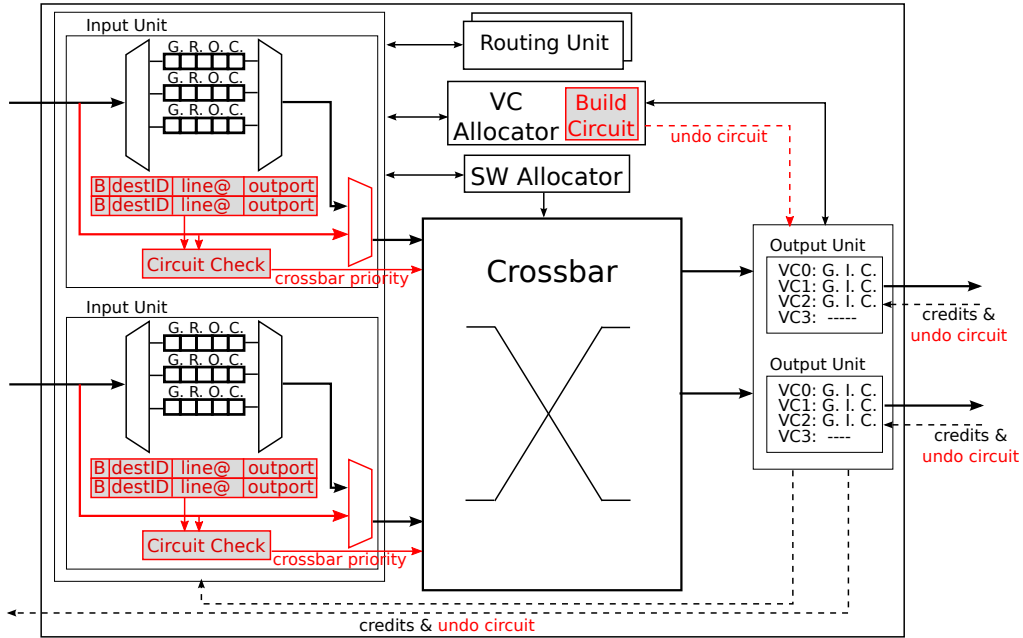 Input Unit
G. R. O. C.
G. R. O. C.
G. R. O. C.
B destID line@ outport
B destID line@ outport
Circuit Check
crossbar priority
Input Unit
G. R. O. C.
G. R. O. C.
G. R. O. C.
B destID line@ outport
B destID line@ outport
Circuit Check
crossbar priority
Routing Unit
VC
Allocator
Build
Circuit
undo circuit
SW Allocator
Crossbar
Output Unit
VC0: G. I. C.
VC1: G. I. C.
VC2: G. I. C.
VC3: -----
credits &
undo circuit
Output Unit
VC0: G. I. C.
VC1: G. I. C.
VC2: G. I. C.
VC3: ----
credits &
undo circuit
credits & undo circuit